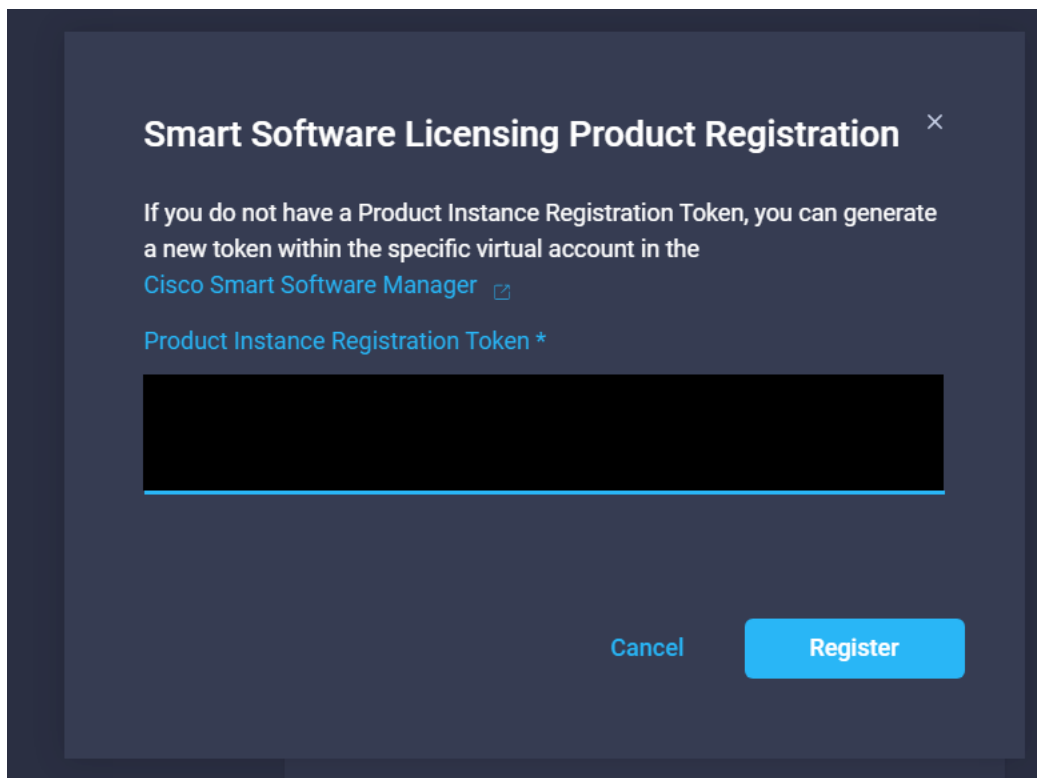 Smart Software Licensing Product Registration
If you do not have a Product Instance Registration Token, you can generate
a new token within the specific virtual account in the
Cisco Smart Software Manager
Product Instance Registration Token *
Cancel
Register